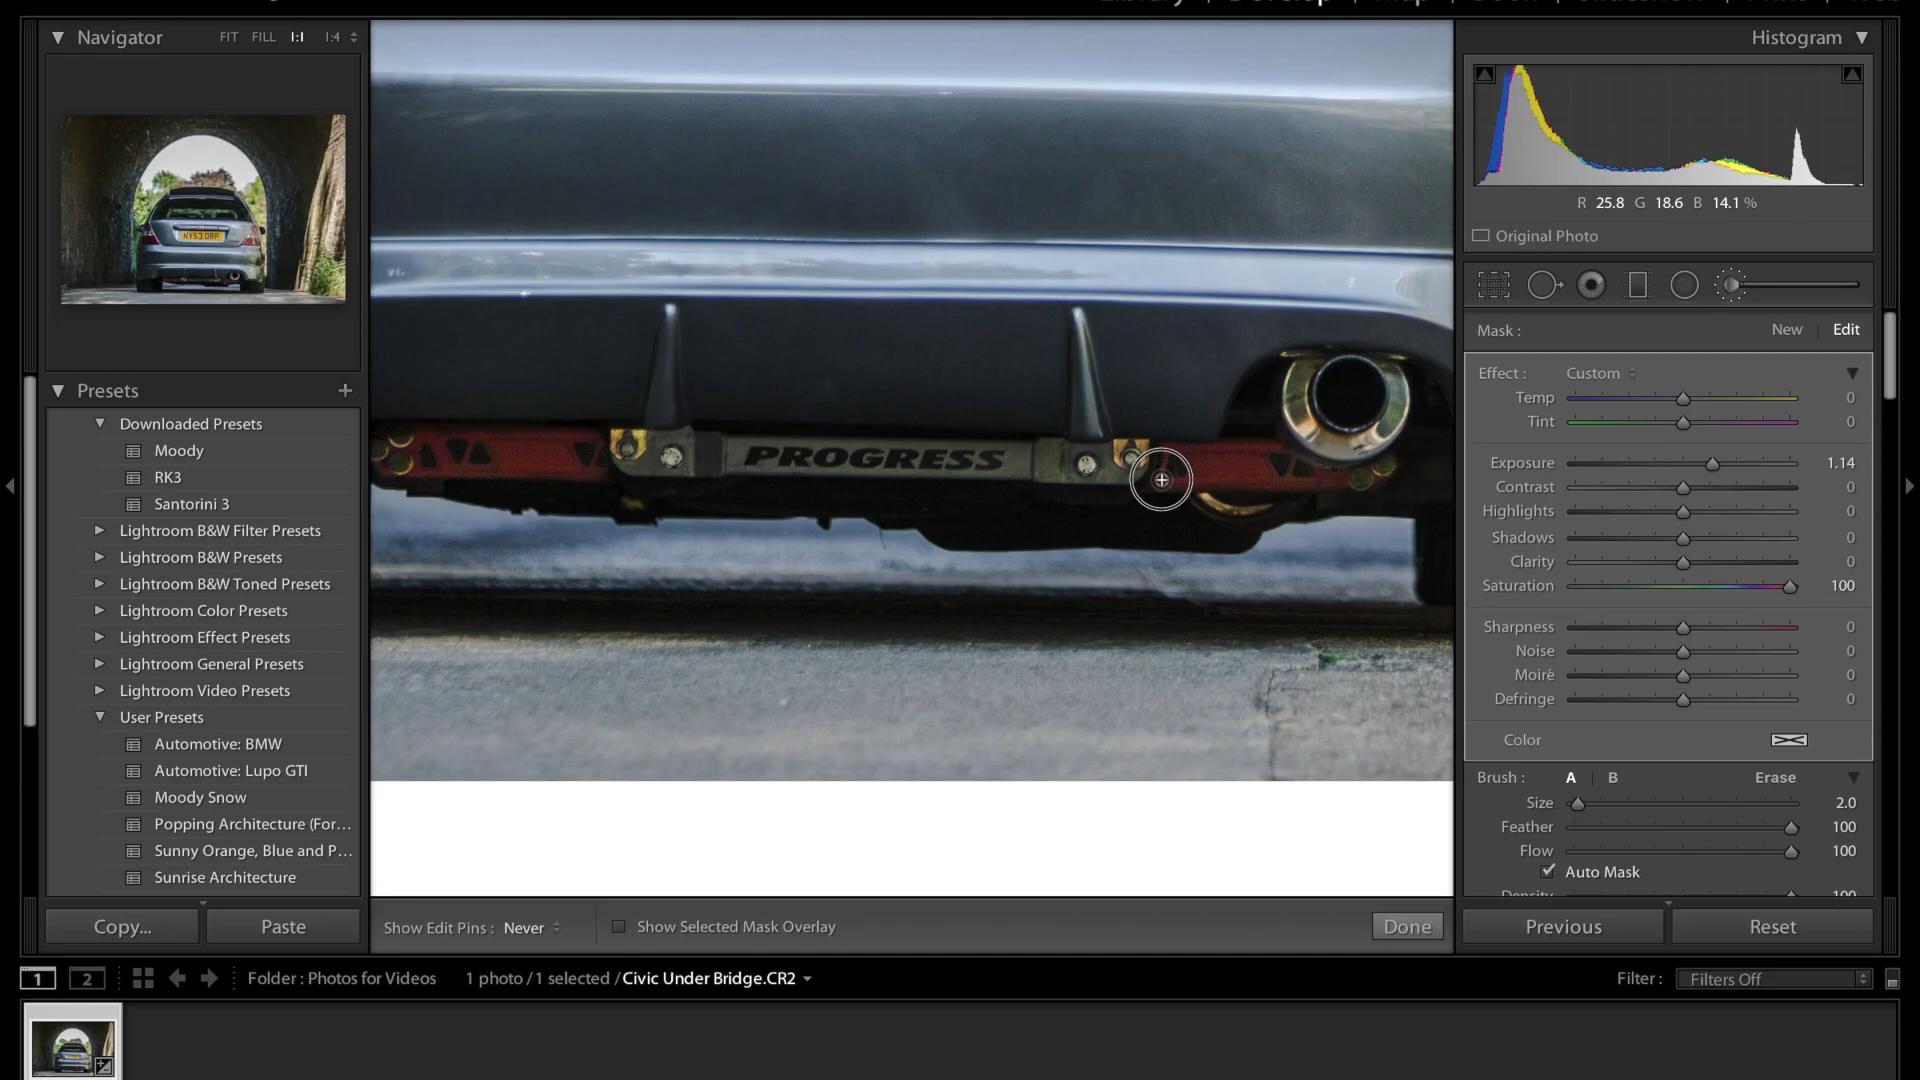 Navigator
FIT FILL 1:1 1:4
NV53 ORP
Presets
Downloaded Presets
Moody
RK3
Santorini 3
Lightroom B&W Filter Presets
Lightroom B&W Presets
Lightroom B&W Toned Presets
Lightroom Color Presets
Lightroom Effect Presets
Lightroom General Presets
Lightroom Video Presets
User Presets
Automotive: BMW
Automotive: Lupo GTI
Moody Snow
Popping Architecture (For...
Sunny Orange, Blue and P...
Sunrise Architecture
Copy...
Paste
PROGRESS
Show Edit Pins : Never
Show Selected Mask Overlay
Done
Histogram
R 25.8 G 18.6 B 14.1 %
Original Photo
Mask : New Edit
Effect : Custom
Temp 0
Tint 0
Exposure 1.14
Contrast 0
Highlights 0
Shadows 0
Clarity 0
Saturation 100
Sharpness 0
Noise 0
Moiré 0
Defringe 0
Color
Brush : A B Erase
Size 2.0
Feather 100
Flow 100
Auto Mask
Density 100
Previous
Reset
1 2 Folder : Photos for Videos 1 photo / 1 selected / Civic Under Bridge.CR2
Filter : Filters Off